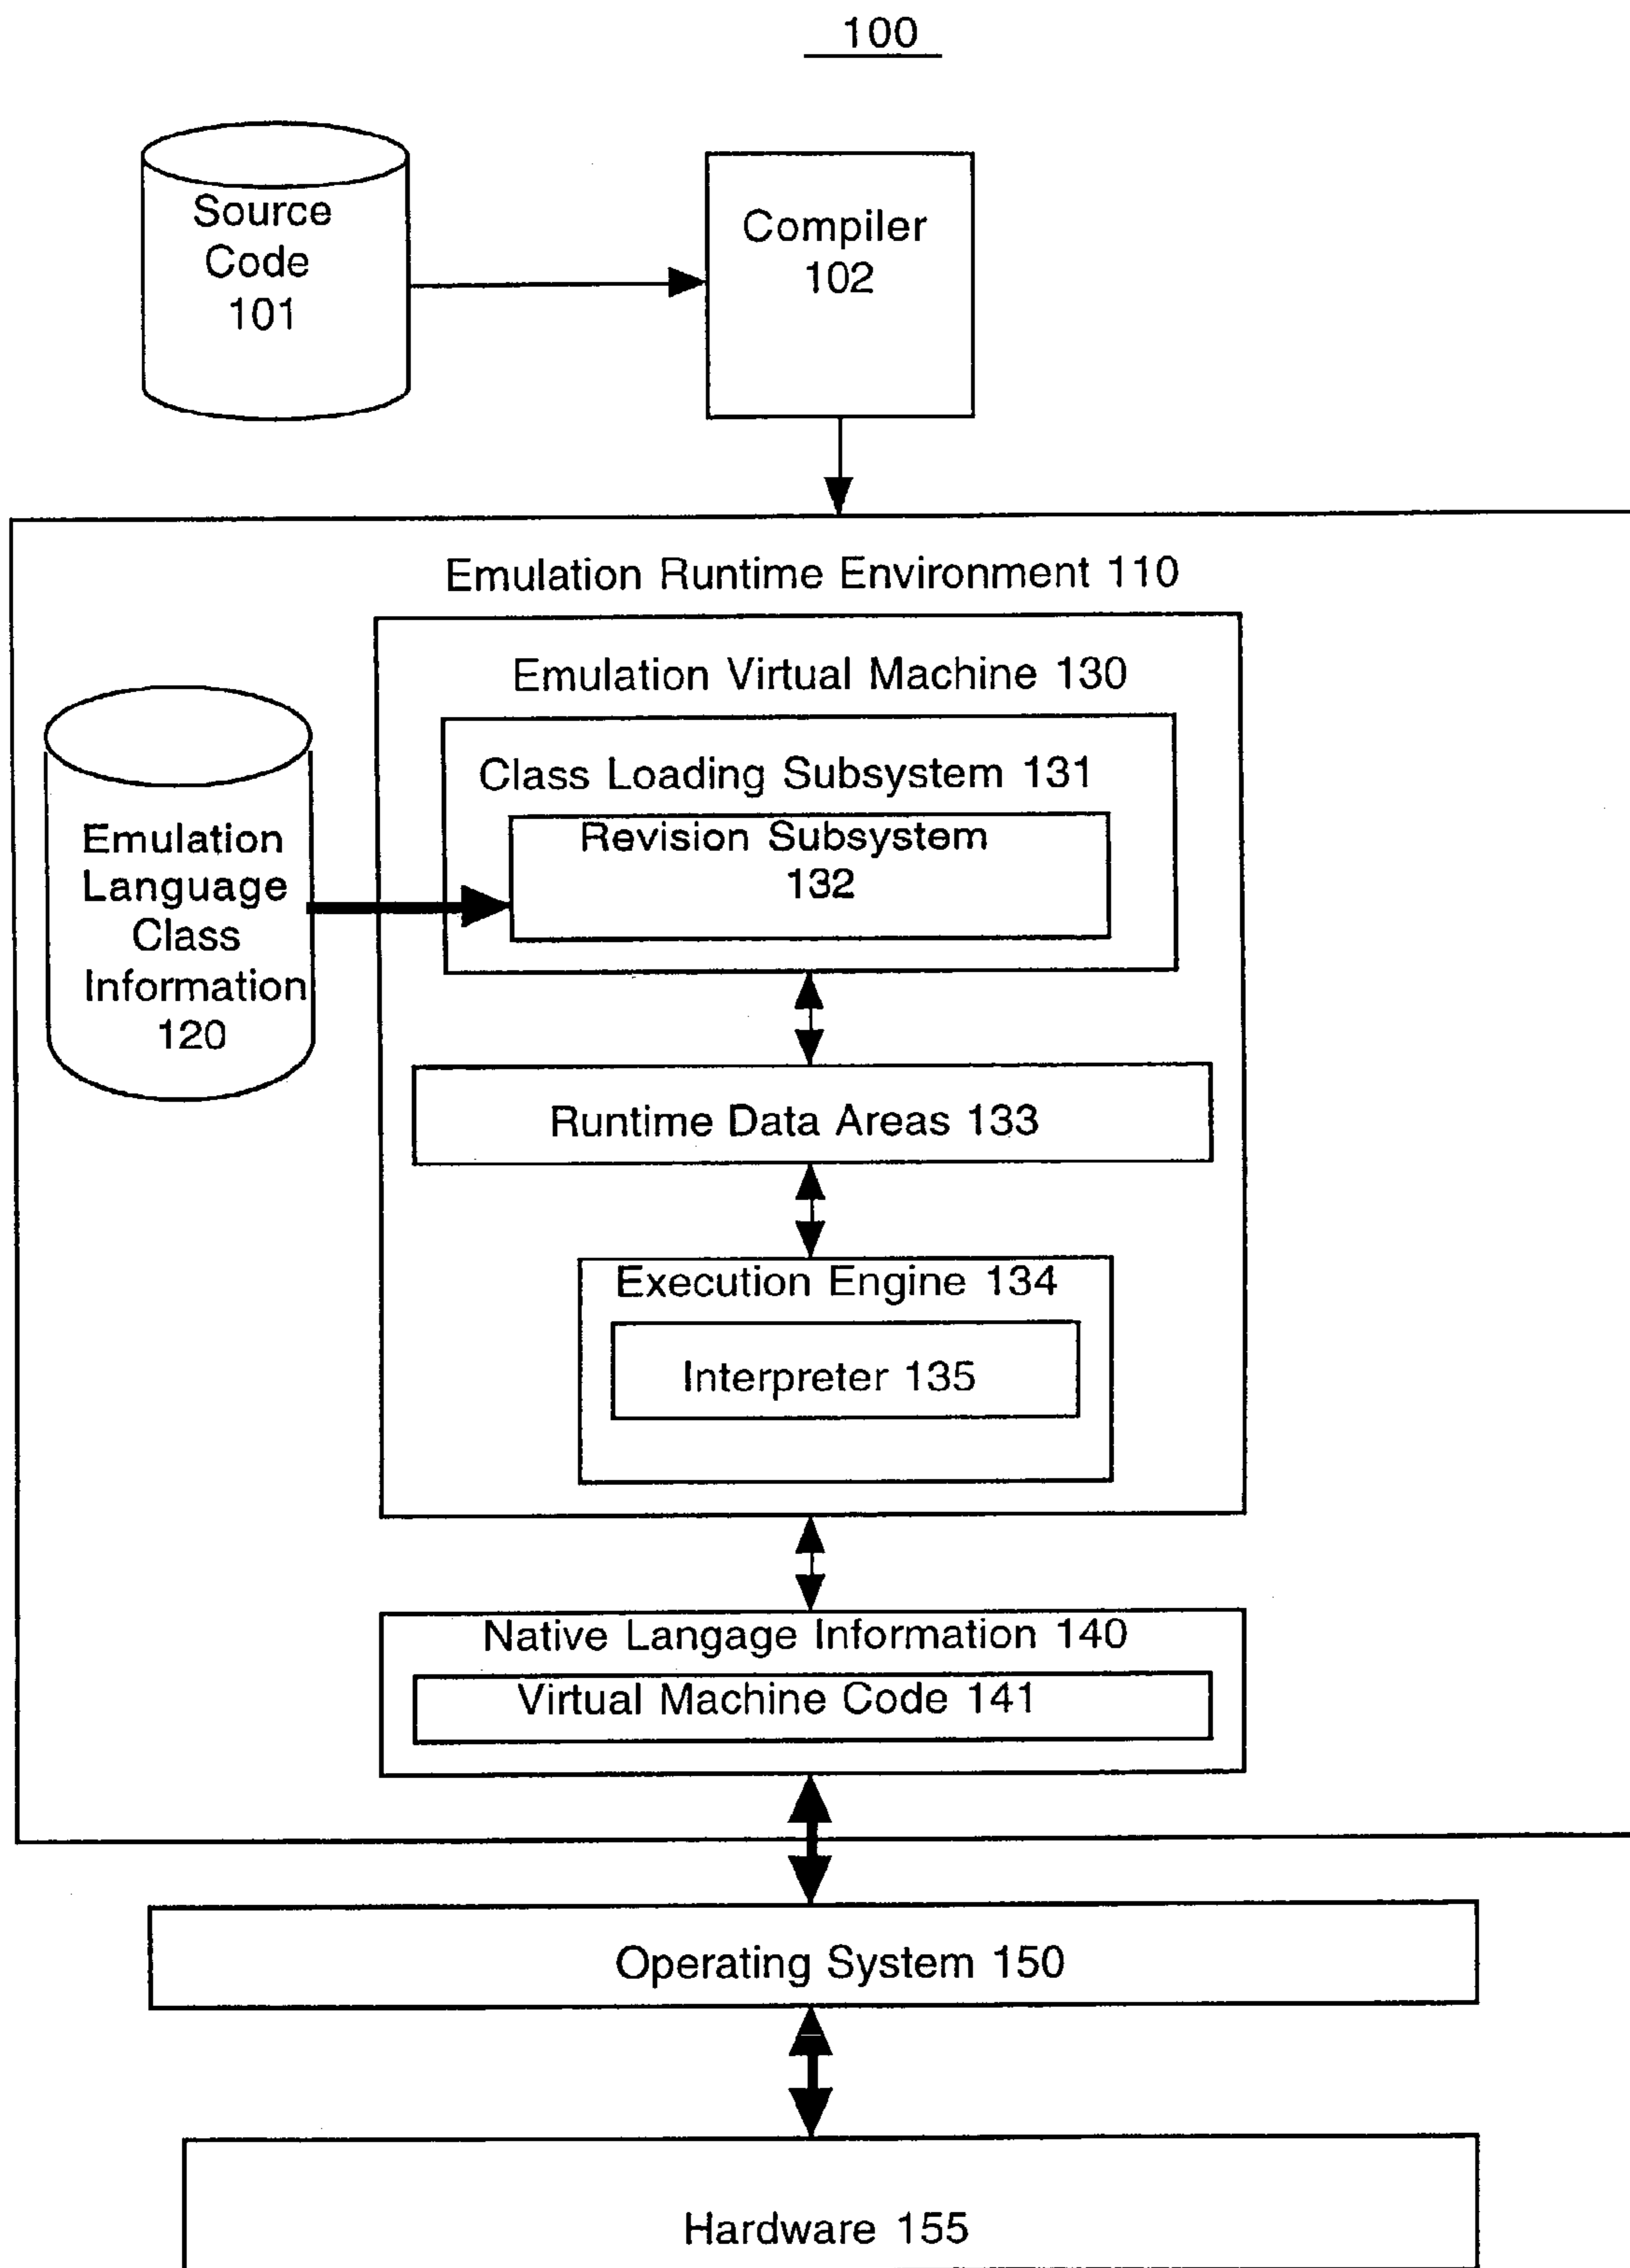 100
Source
Code
101
Compiler
102
Emulation Runtime Environment 110
Emulation Virtual Machine 130
Class Loading Subsystem 131
Revision Subsystem
132
Emulation
Language
Class
Information
120
Runtime Data Areas 133
Execution Engine 134
Interpreter 135
Native Langage Information 140
Virtual Machine Code 141
Operating System 150
Hardware 155